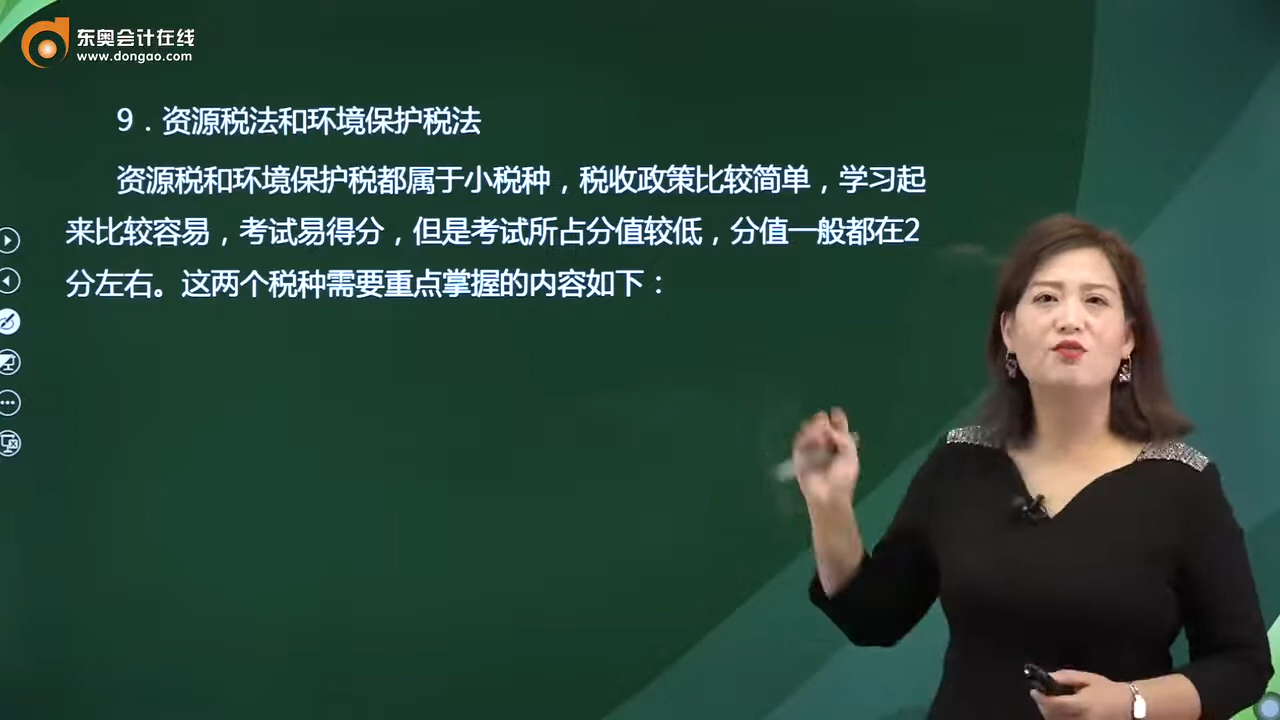 东奥会计在线
www.dongao.com
9．资源税法和环境保护税法
资源税和环境保护税都属于小税种，税收政策比较简单，学习起
来比较容易，考试易得分，但是考试所占分值较低，分值一般都在2
分左右。这两个税种需要重点掌握的内容如下：